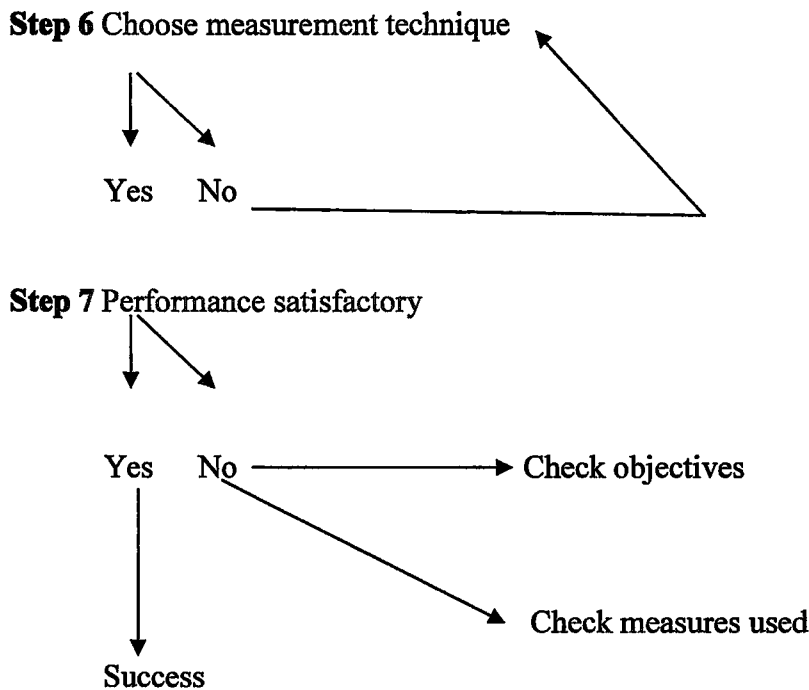 Step 6 Choose measurement technique
Yes No
Step 7 Performance satisfactory
Yes No Check objectives
Check measures used
Success